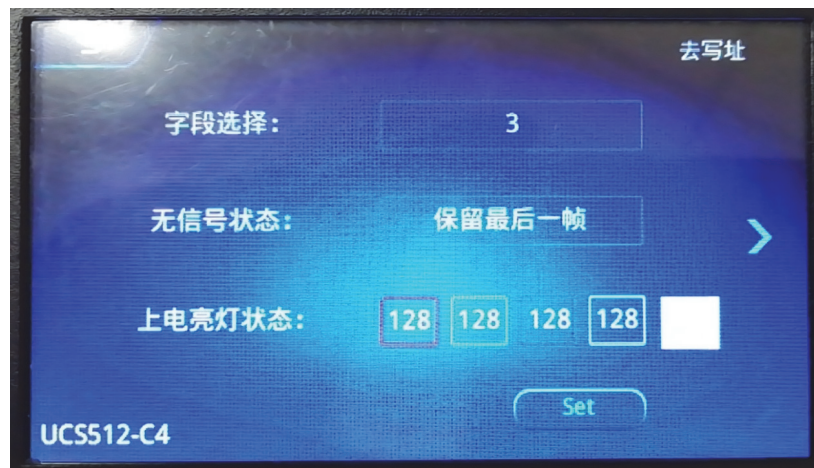 去写址
字段选择： 3
无信号状态： 保留最后一帧
上电亮灯状态： 128 128 128 128
Set
UCS512-C4